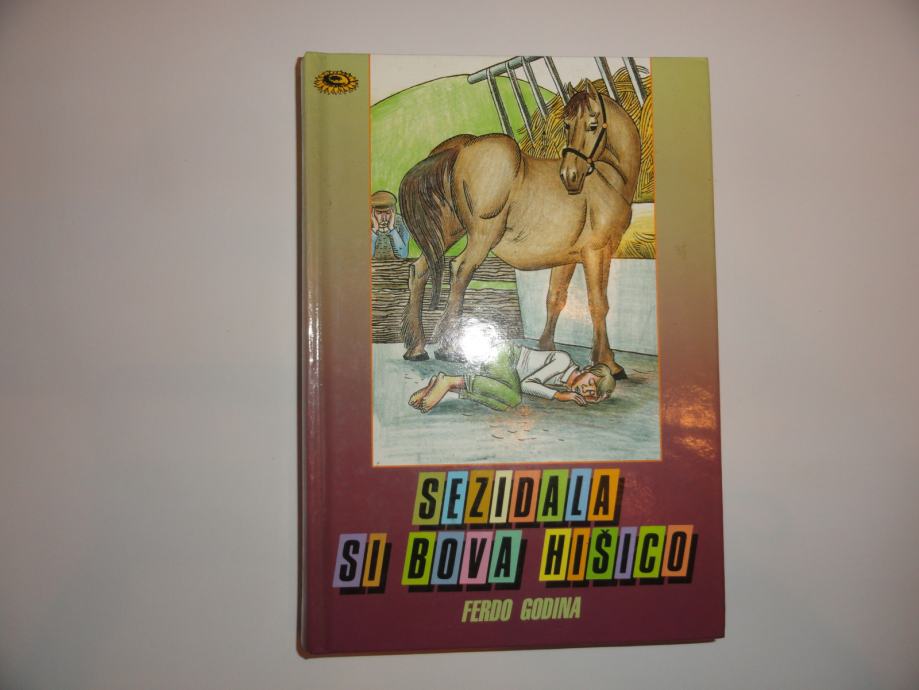 SEZIDALA
SI BOVA HIŠICO
FERDO GODINA